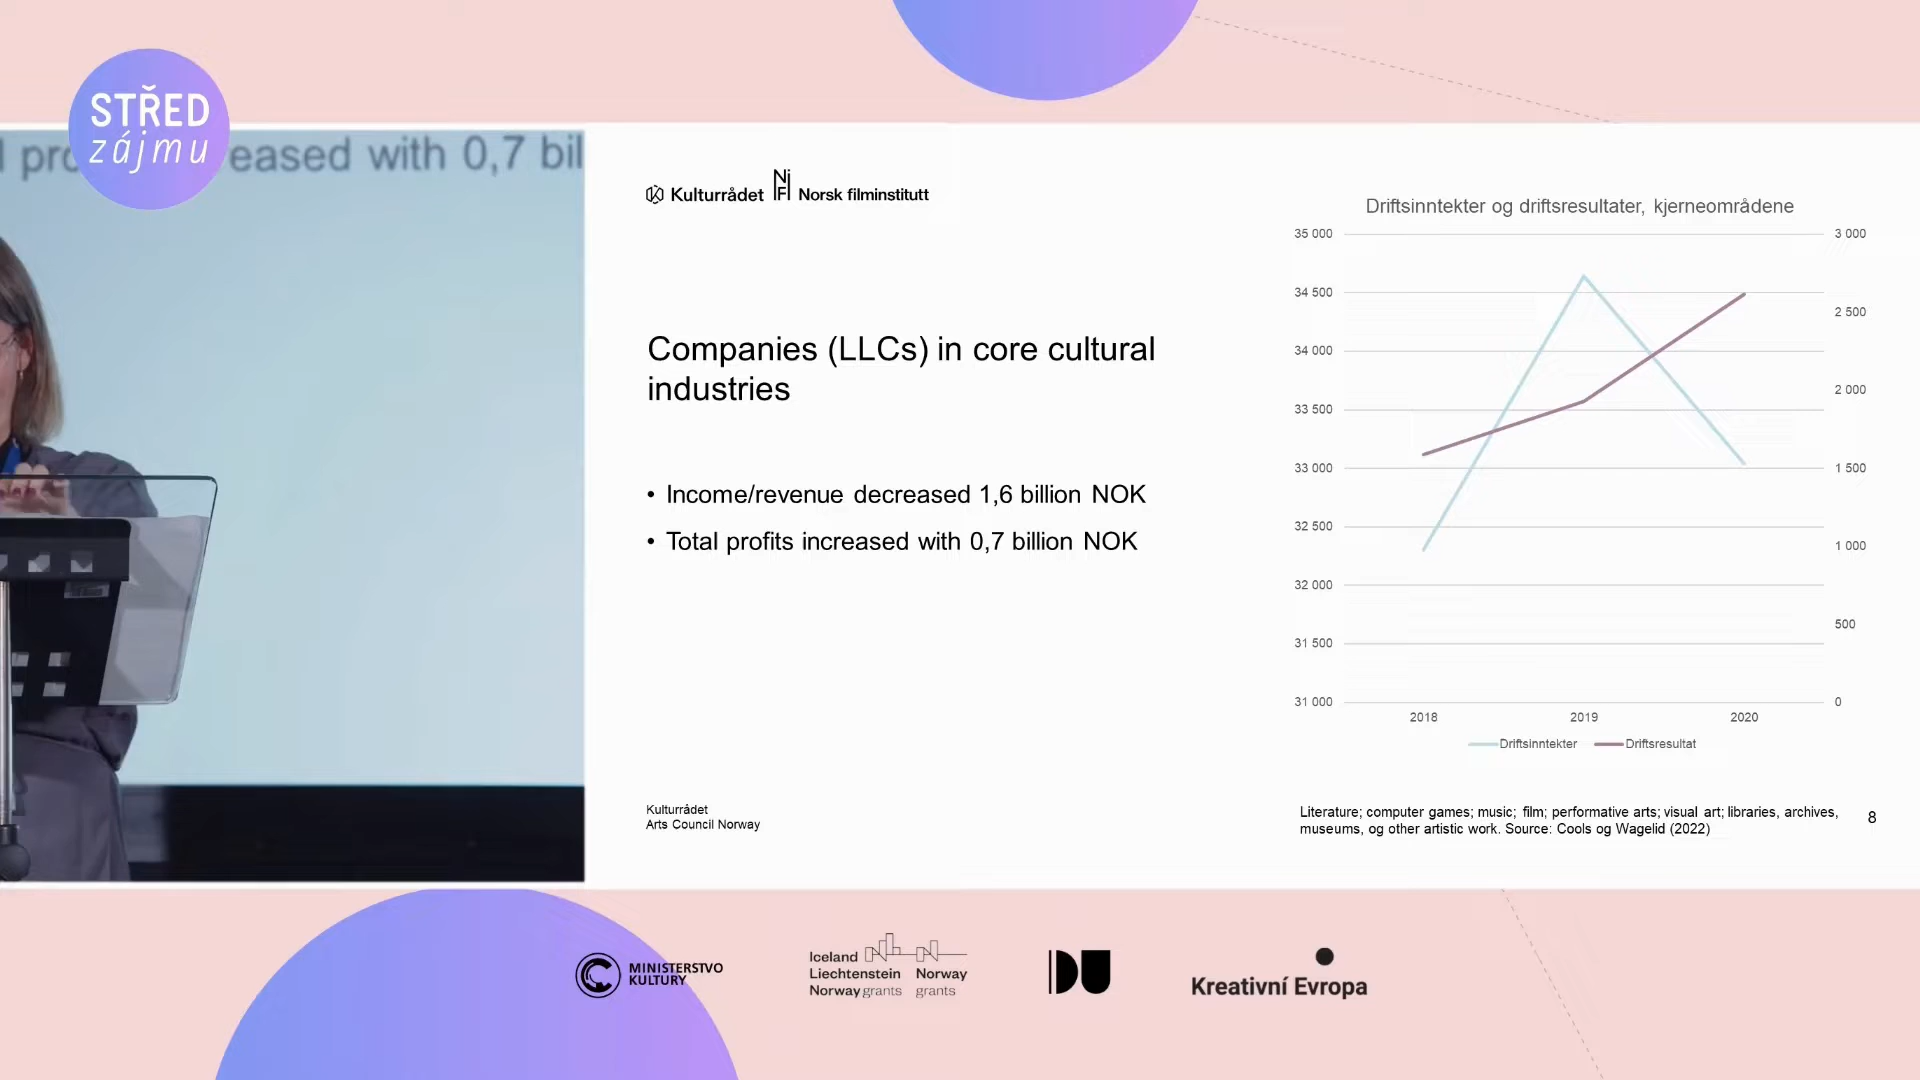 STŘED
zájmu
eased with 0,7 bil
Kulturrådet
NFI
Norsk filminstitutt
Companies (LLCs) in core cultural
industries
• Income/revenue decreased 1,6 billion NOK
• Total profits increased with 0,7 billion NOK
Kulturrådet
Arts Council Norway
Driftsinntekter og driftsresultater, kjerneområdene
35 000
34 500
34 000
33 500
33 000
32 500
32 000
31 500
31 000
3 000
2 500
2 000
1 500
1 000
500
0
2018 2019 2020
Driftsinntekter Driftsresultat
Literature; computer games; music; film; performative arts; visual art; libraries, archives,
museums, og other artistic work. Source: Cools og Wagelid (2022)
8
MINISTERSTVO
KULTURY
Iceland
Liechtenstein
Norway grants
Norway
grants
DU
Kreativní Evropa